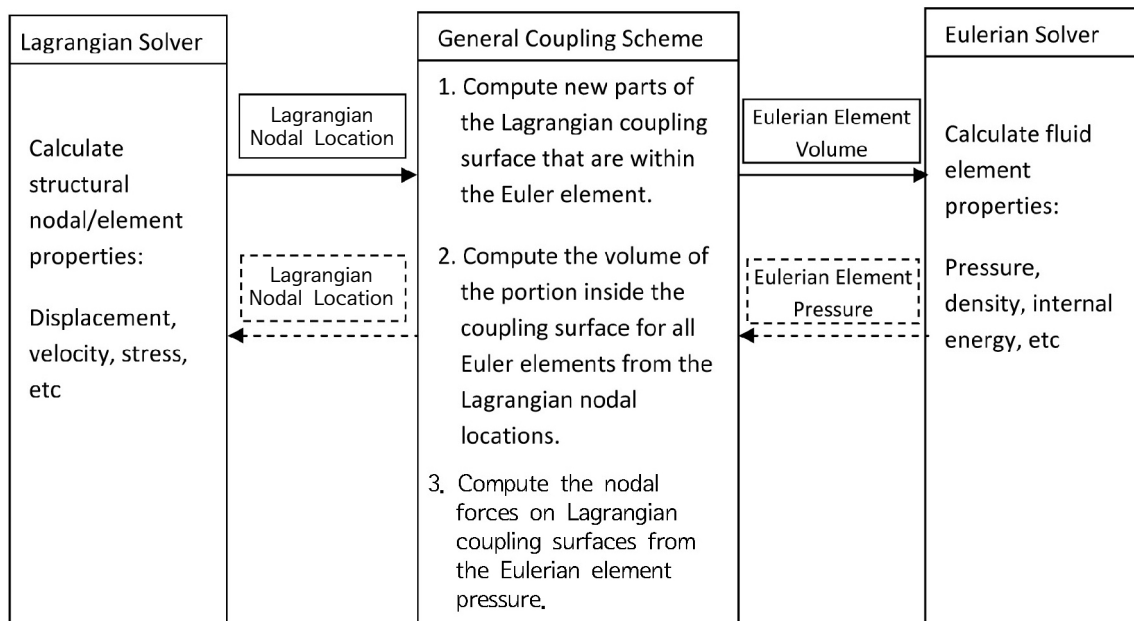 Lagrangian Solver
Calculate
structural
nodal/element
properties:
Displacement,
velocity, stress,
etc
Lagrangian
Nodal Location
Lagrangian
Nodal Location
General Coupling Scheme
1. Compute new parts of
the Lagrangian coupling
surface that are within
the Euler element.
2. Compute the volume of
the portion inside the
coupling surface for all
Euler elements from the
Lagrangian nodal
locations.
3. Compute the nodal
forces on Lagrangian
coupling surfaces from
the Eulerian element
pressure.
Eulerian Element
Volume
Eulerian Element
Pressure
Eulerian Solver
Calculate fluid
element
properties:
Pressure,
density, internal
energy, etc